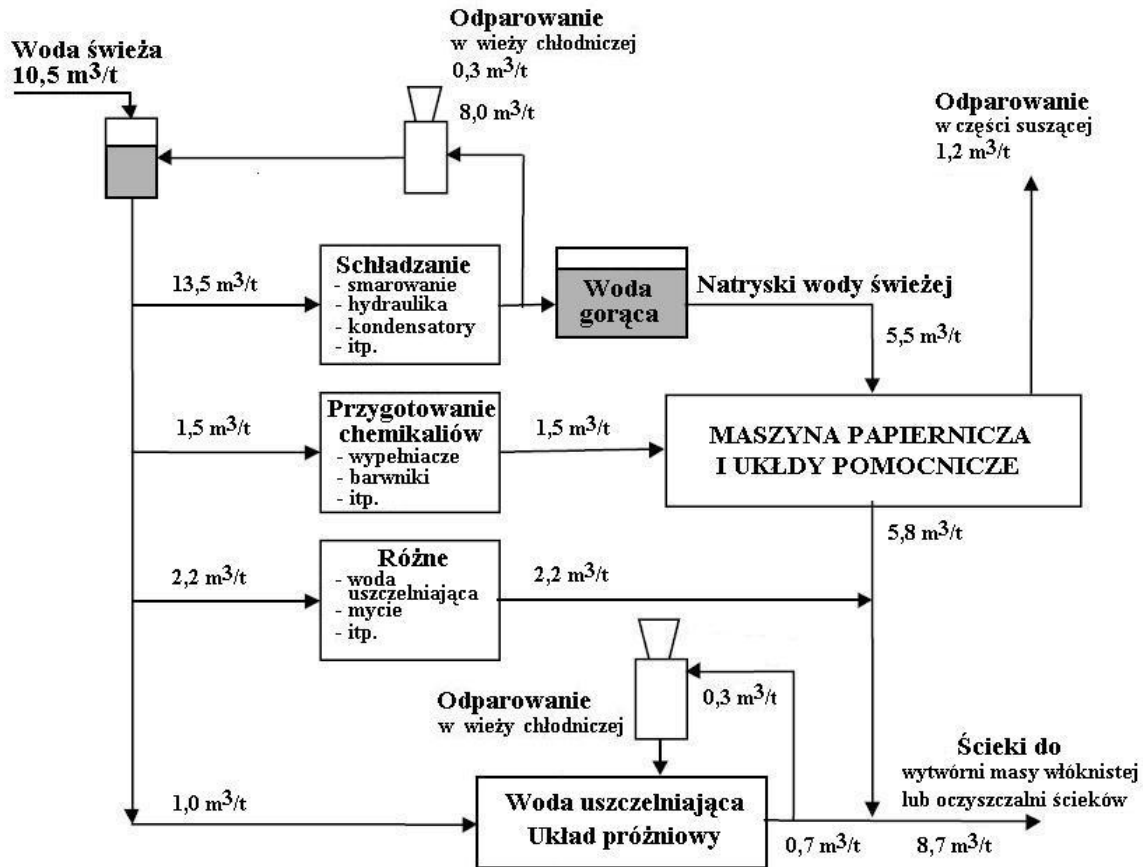 Odparowanie
w wieży chłodniczej
0,3 m³/t
8,0 m³/t
Woda świeża
10,5 m³/t
Odparowanie
w części suszącej
1,2 m³/t
13,5 m³/t
Schładzanie
- smarowanie
- hydraulika
- kondensatory
- itp.
Woda
gorąca
Natryski wody świeżej
5,5 m³/t
1,5 m³/t
Przygotowanie
chemikaliów
- wypełniacze
- barwniki
- itp.
1,5 m³/t
MASZYNA PAPIERNICZA
I UKŁDY POMOCNICZE
5,8 m³/t
2,2 m³/t
Różne
- woda
uszczelniająca
- mycie
- itp.
2,2 m³/t
Odparowanie
w wieży chłodniczej
0,3 m³/t
1,0 m³/t
Woda uszczelniająca
Układ próżniowy
0,7 m³/t
Ścieki do
wytwórni masy włóknistej
lub oczyszczalni ścieków
8,7 m³/t